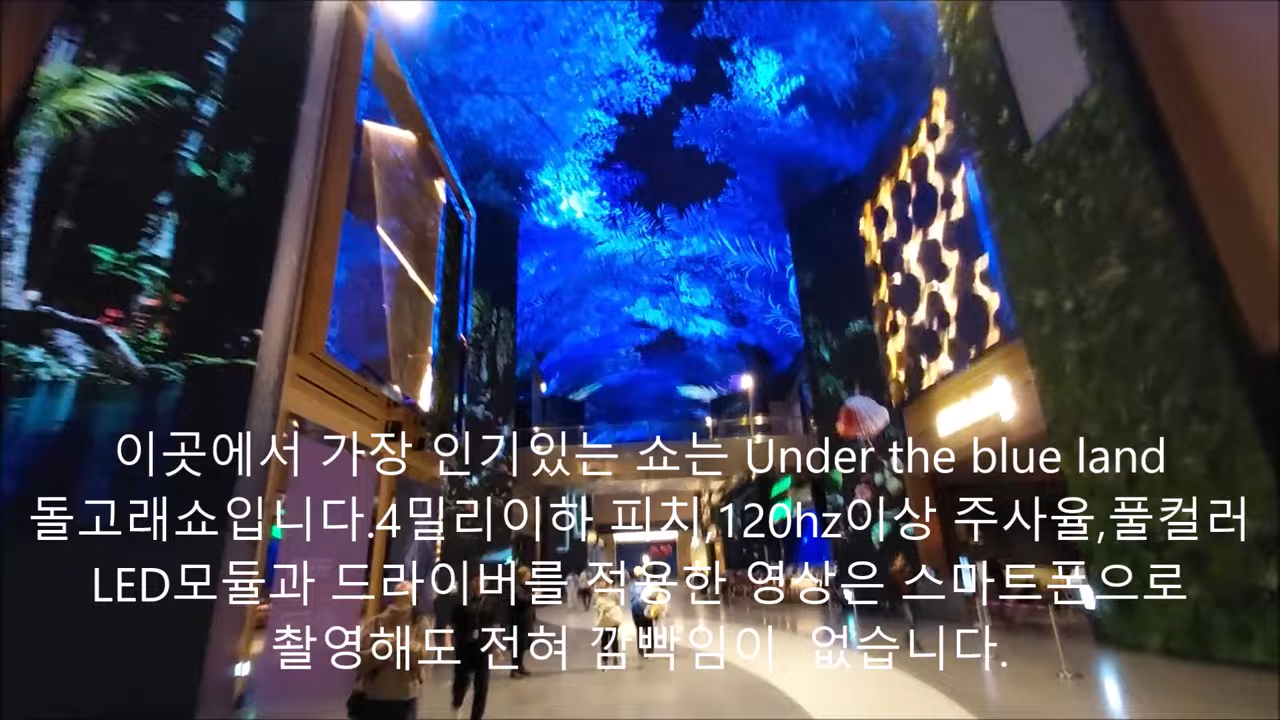 이곳에서 가장 인기있는 쇼는 Under the blue land
돌고래쇼입니다.4밀리이하 피치,120hz이상 주사율,풀컬러
LED모듈과 드라이버를 적용한 영상은 스마트폰으로
촬영해도 전혀 깜빡임이  없습니다.